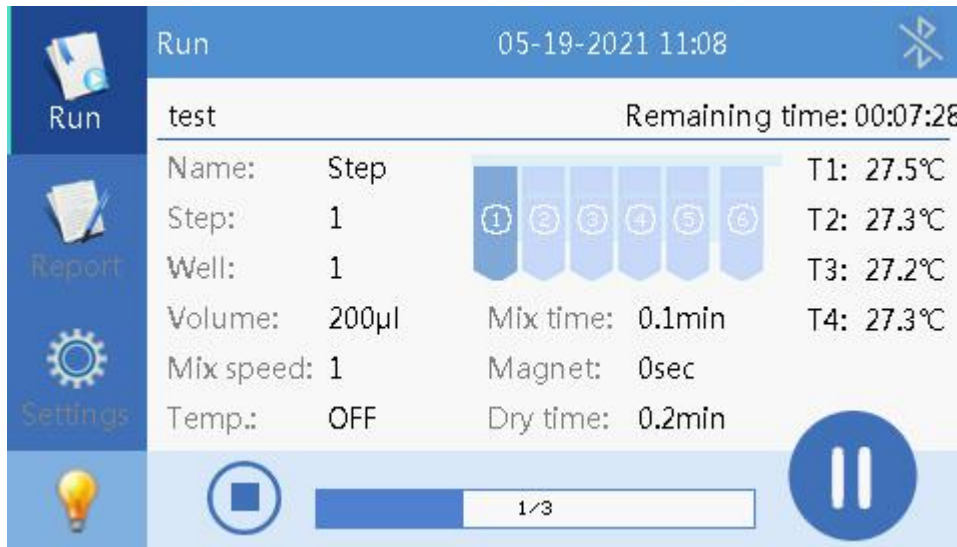 Run
05-19-2021 11:08
Run
test
Remaining time: 00:07:28
Name: Step
Step: 1
Well: 1
Volume: 200µl
Mix speed: 1
Temp.: OFF
1 2 3 4 5 6
Mix time: 0.1min
Magnet: 0sec
Dry time: 0.2min
T1: 27.5℃
T2: 27.3℃
T3: 27.2℃
T4: 27.3℃
Report
Settings
1/3